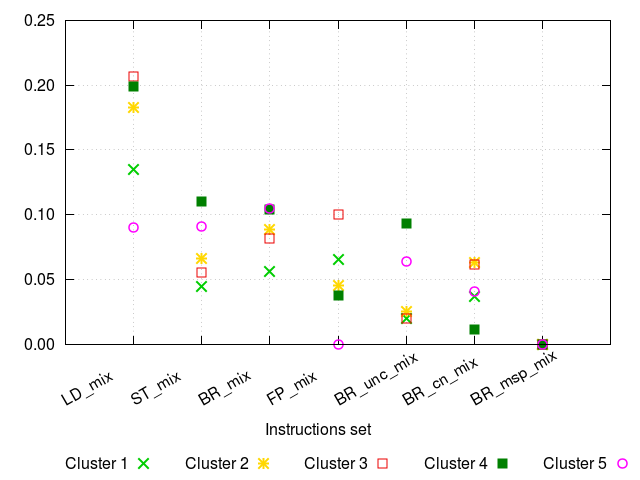 0.25
0.20
0.15
0.10
0.05
0.00
LD_mix ST_mix BR_mix FP_mix BR_unc_mix BR_cn_mix BR_msp_mix
Instructions set
Cluster 1 Cluster 2 Cluster 3 Cluster 4 Cluster 5